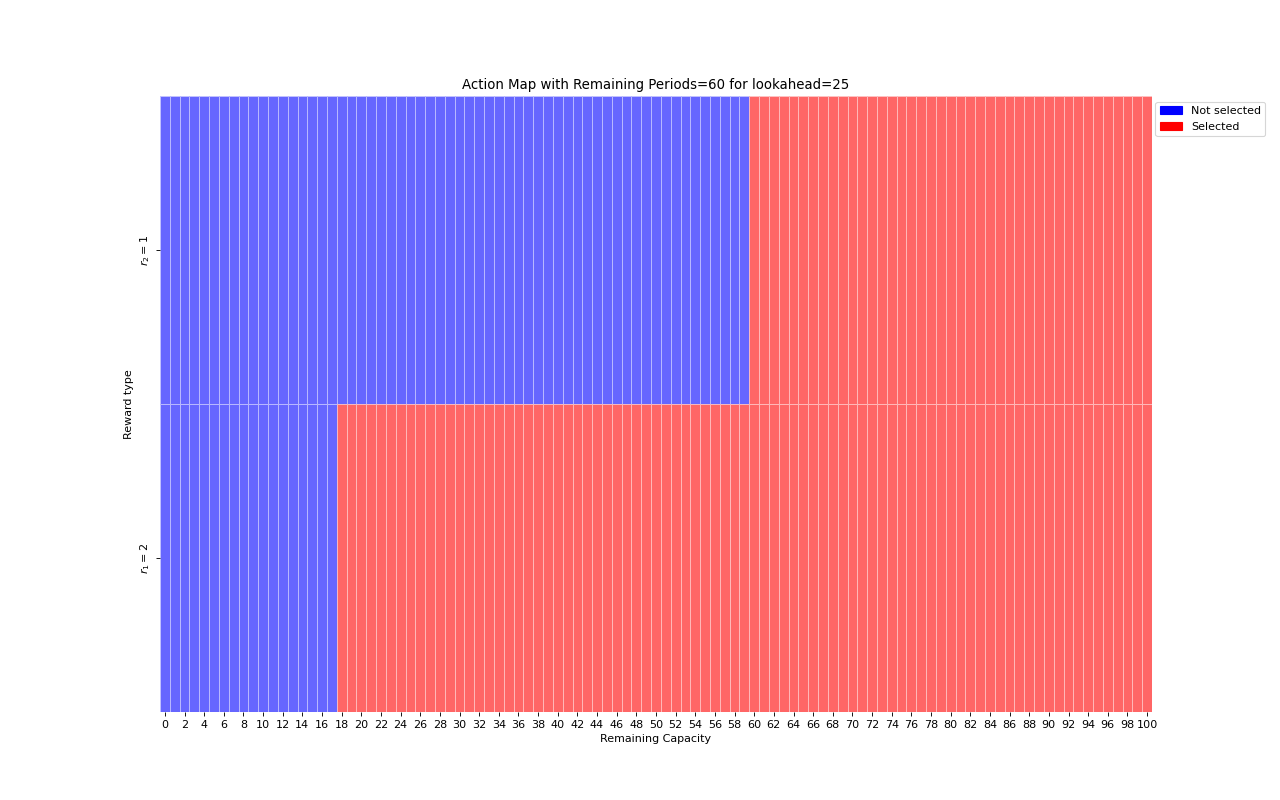 Action Map with Remaining Periods=60 for lookahead=25
Not selected
Selected
r₂ = 1
Reward type
r₁ = 2
0 2 4 6 8 10 12 14 16 18 20 22 24 26 28 30 32 34 36 38 40 42 44 46 48 50 52 54 56 58 60 62 64 66 68 70 72 74 76 78 80 82 84 86 88 90 92 94 96 98 100
Remaining Capacity